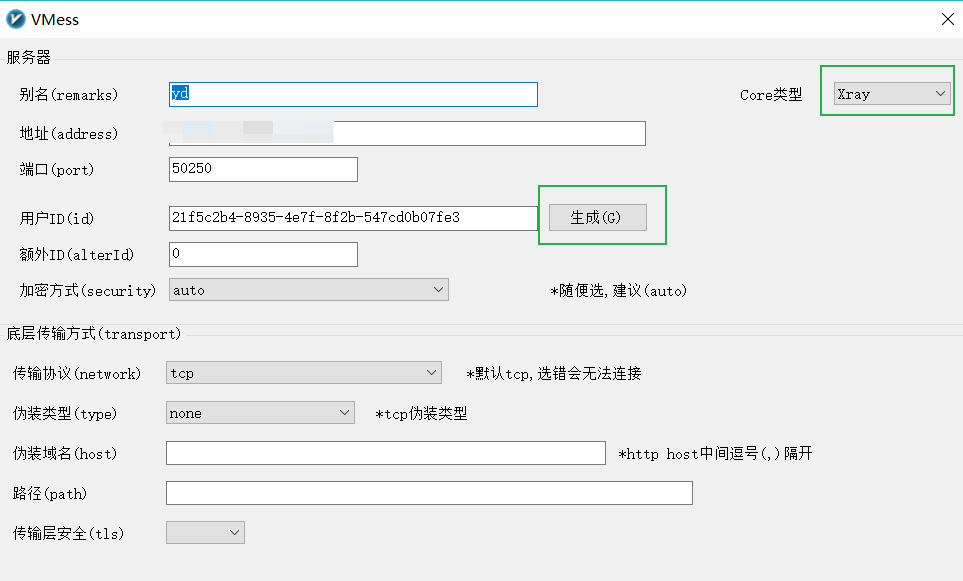 VMess
服务器
别名(remarks) yd Core类型 Xray
地址(address)
端口(port) 50250
用户ID(id) 21f5c2b4-8935-4e7f-8f2b-547cd0b07fe3 生成(G)
额外ID(alterId) 0
加密方式(security) auto *随便选,建议(auto)
底层传输方式(transport)
传输协议(network) tcp *默认tcp,选错会无法连接
伪装类型(type) none *tcp伪装类型
伪装域名(host) *http host中间逗号(,)隔开
路径(path)
传输层安全(tls)